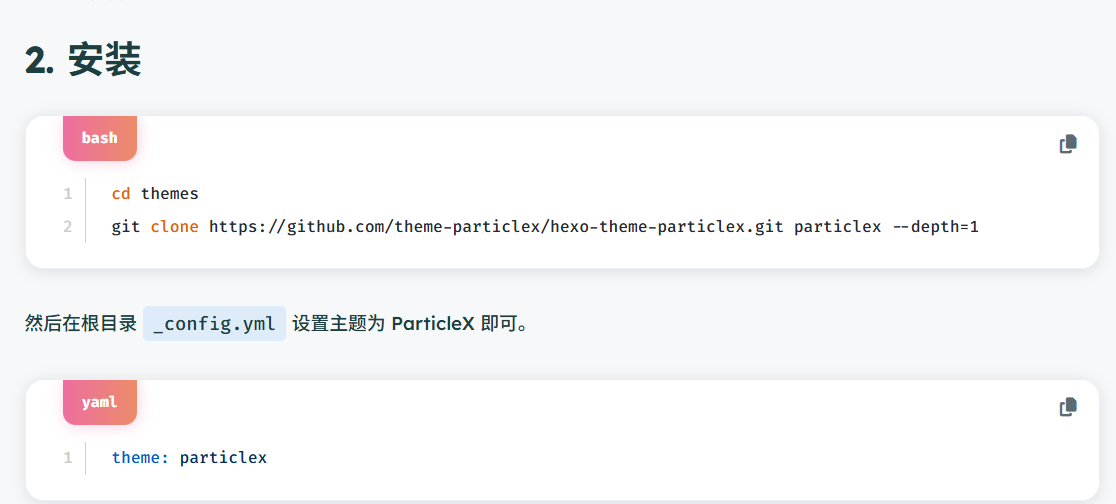 2. 安装
bash
1 cd themes
2 git clone https://github.com/theme-particlex/hexo-theme-particlex.git particlex --depth=1
然后在根目录 _config.yml 设置主题为 ParticleX 即可。
yaml
1 theme: particlex